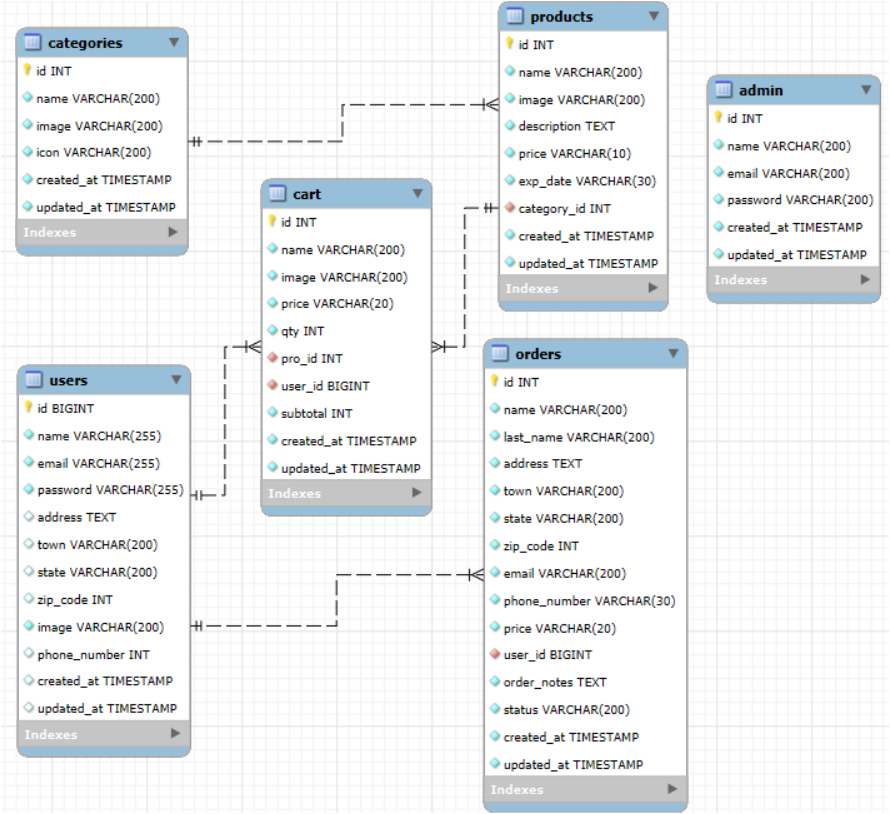 categories
id INT
name VARCHAR(200)
image VARCHAR(200)
icon VARCHAR(200)
created_at TIMESTAMP
updated_at TIMESTAMP
Indexes
products
id INT
name VARCHAR(200)
image VARCHAR(200)
description TEXT
price VARCHAR(10)
exp_date VARCHAR(30)
category_id INT
created_at TIMESTAMP
updated_at TIMESTAMP
Indexes
admin
id INT
name VARCHAR(200)
email VARCHAR(200)
password VARCHAR(200)
created_at TIMESTAMP
updated_at TIMESTAMP
Indexes
cart
id INT
name VARCHAR(200)
image VARCHAR(200)
price VARCHAR(20)
qty INT
pro_id INT
user_id BIGINT
subtotal INT
created_at TIMESTAMP
updated_at TIMESTAMP
Indexes
users
id BIGINT
name VARCHAR(255)
email VARCHAR(255)
password VARCHAR(255)
address TEXT
town VARCHAR(200)
state VARCHAR(200)
zip_code INT
image VARCHAR(200)
phone_number INT
created_at TIMESTAMP
updated_at TIMESTAMP
Indexes
orders
id INT
name VARCHAR(200)
last_name VARCHAR(200)
address TEXT
town VARCHAR(200)
state VARCHAR(200)
zip_code INT
email VARCHAR(200)
phone_number VARCHAR(30)
price VARCHAR(20)
user_id BIGINT
order_notes TEXT
status VARCHAR(200)
created_at TIMESTAMP
updated_at TIMESTAMP
Indexes